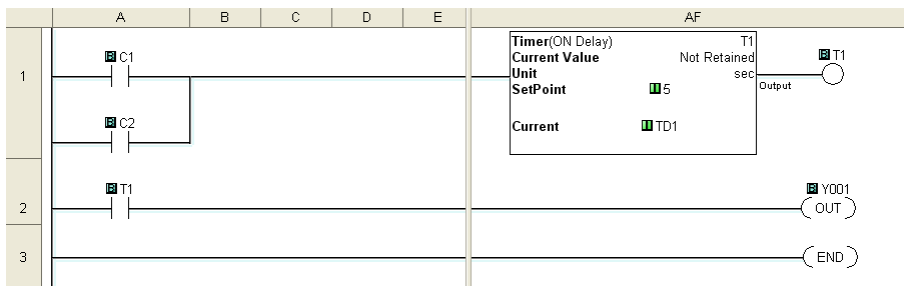 A B C D E AF
1
B C1
B C2
Timer(ON Delay) T1
Current Value Not Retained
Unit sec
SetPoint I 5
Current I TD1
Output
B T1
2
B T1
B Y001
OUT
3
END